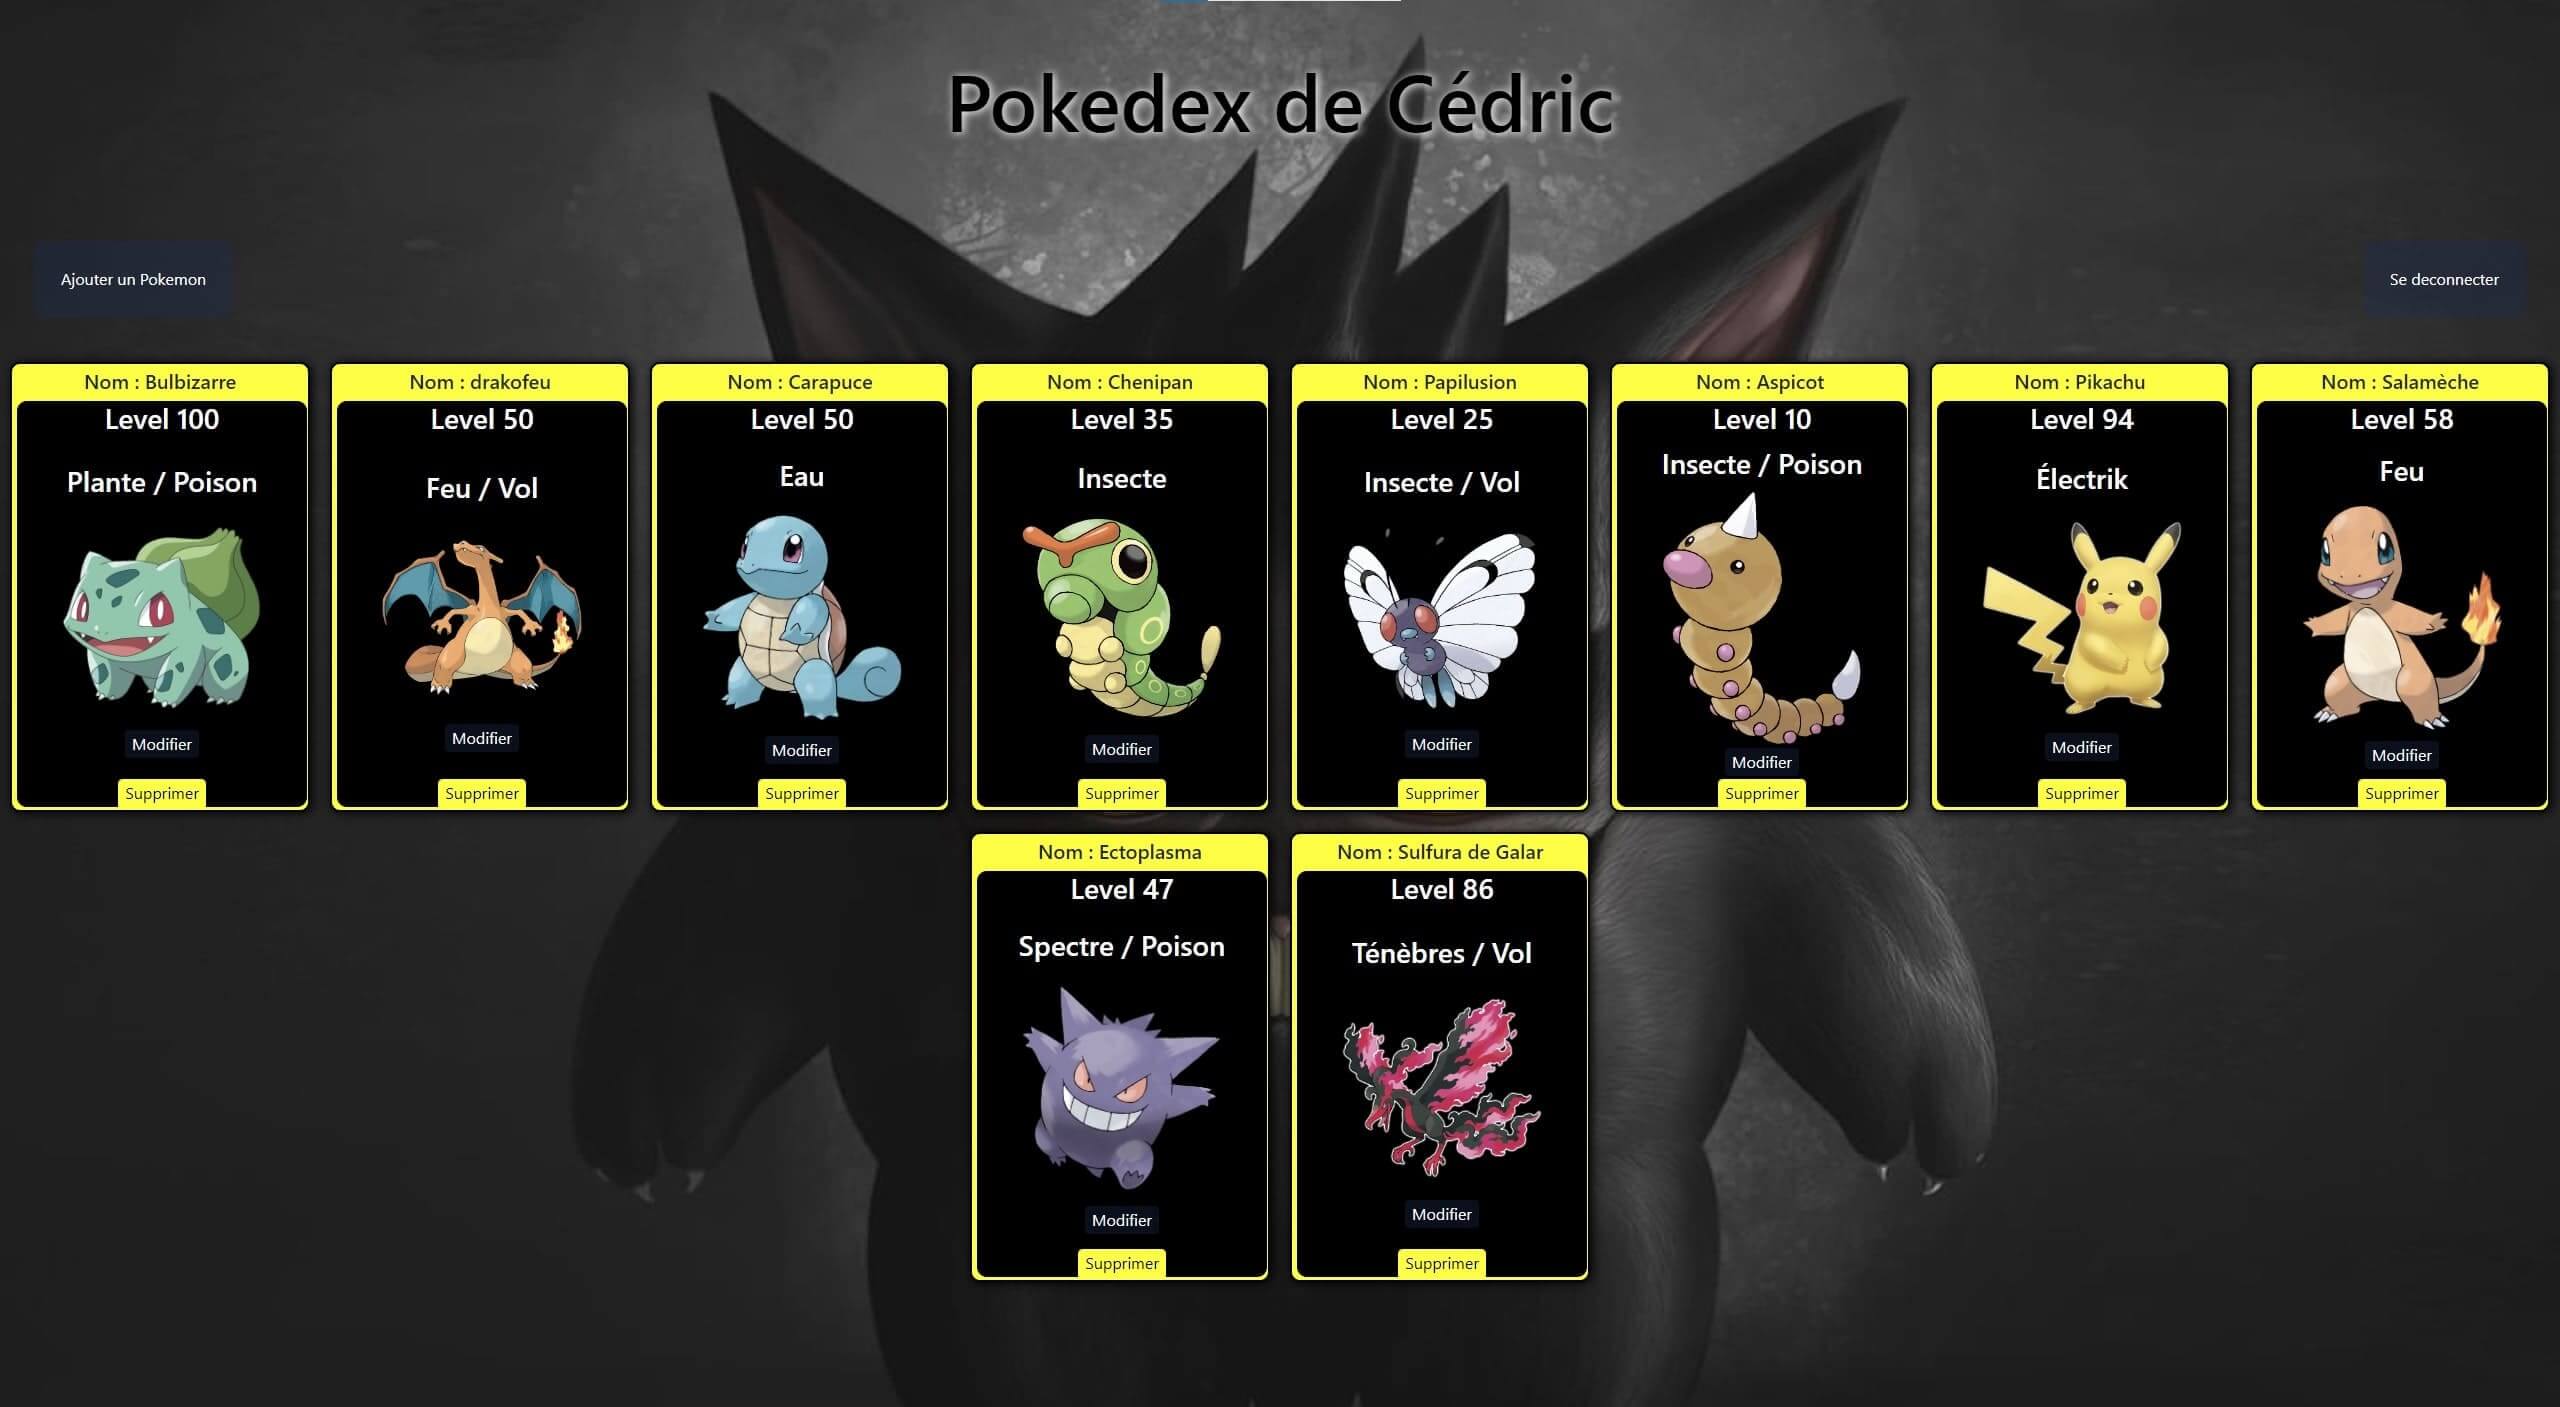 Pokedex de Cédric
Ajouter un Pokemon
Se deconnecter
Nom : Bulbizarre
Level 100
Plante / Poison
Modifier
Supprimer
Nom : drakofeu
Level 50
Feu / Vol
Modifier
Supprimer
Nom : Carapuce
Level 50
Eau
Modifier
Supprimer
Nom : Chenipan
Level 35
Insecte
Modifier
Supprimer
Nom : Papilusion
Level 25
Insecte / Vol
Modifier
Supprimer
Nom : Aspicot
Level 10
Insecte / Poison
Modifier
Supprimer
Nom : Pikachu
Level 94
Électrik
Modifier
Supprimer
Nom : Salamèche
Level 58
Feu
Modifier
Supprimer
Nom : Ectoplasma
Level 47
Spectre / Poison
Modifier
Supprimer
Nom : Sulfura de Galar
Level 86
Ténèbres / Vol
Modifier
Supprimer